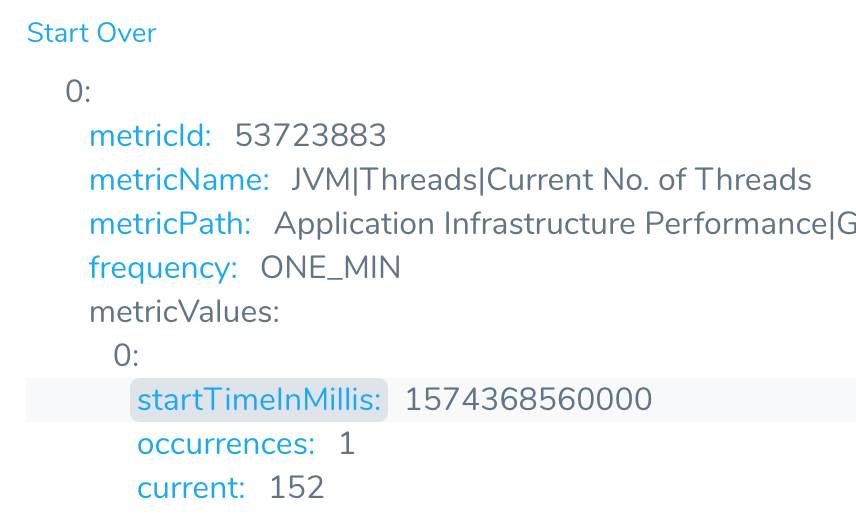 Start Over
0:
metricId: 53723883
metricName: JVM|Threads|Current No. of Threads
metricPath: Application Infrastructure Performance|G
frequency: ONE_MIN
metricValues:
0:
startTimeInMillis: 1574368560000
occurrences: 1
current: 152